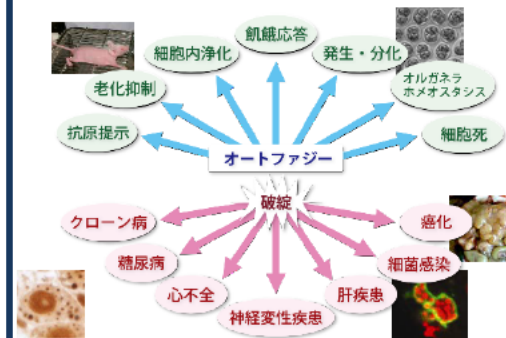 飢餓応答
細胞内浄化
発生・分化
老化抑制
オルガネラ
ホメオスタシス
抗原提示
細胞死
オートファジー
破綻
クローン病
癌化
糖尿病
細菌感染
心不全
肝疾患
神経変性疾患